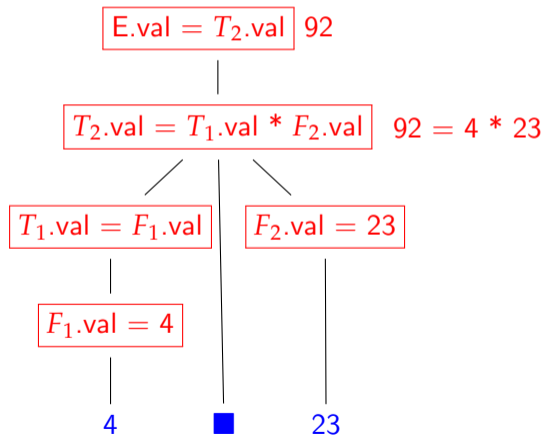 E.val = T₂.val 92
T₂.val = T₁.val * F₂.val 92 = 4 * 23
T₁.val = F₁.val F₂.val = 23
F₁.val = 4
4 ■ 23